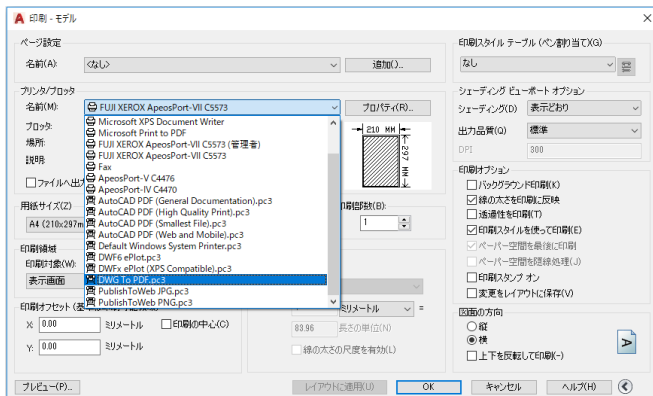 印刷 - モデル
ページ設定
名前(A):
<なし>
追加()...
プリンタ/プロッタ
名前(M):
FUJI XEROX ApeosPort-VII C5573
プロパティ(R)...
プロッタ:
場所:
説明:
ファイルへ出力
Microsoft XPS Document Writer
Microsoft Print to PDF
FUJI XEROX ApeosPort-VII C5573 (管理者)
FUJI XEROX ApeosPort-VII C5573
Fax
ApeosPort-V C4476
ApeosPort-IV C4470
AutoCAD PDF (General Documentation).pc3
AutoCAD PDF (High Quality Print).pc3
AutoCAD PDF (Smallest File).pc3
AutoCAD PDF (Web and Mobile).pc3
Default Windows System Printer.pc3
DWF6 ePlot.pc3
DWFx ePlot (XPS Compatible).pc3
DWG To PDF.pc3
PublishToWeb JPG.pc3
PublishToWeb PNG.pc3
210 MM
297 MM
用紙サイズ(Z)
A4 (210x297m
印刷部数(B):
1
印刷領域
印刷対象(W):
表示画面
印刷オフセット
X: 0.00 ミリメートル
印刷の中心(C)
Y: 0.00 ミリメートル
ミリメートル =
83.96 長さの単位(N)
線の太さの尺度を有効(L)
印刷スタイル テーブル (ペン割り当て)(G)
なし
シェーディング ビューポート オプション
シェーディング(D) 表示どおり
出力品質(Q) 標準
DPI 300
印刷オプション
バックグラウンド印刷(K)
線の太さを印刷に反映
透過性を印刷(T)
印刷スタイルを使って印刷(E)
ペーパー空間を最後に印刷
ペーパー空間を隠線処理(J)
印刷スタンプ オン
変更をレイアウトに保存(V)
図面の方向
縦
横
上下を反転して印刷(-)
プレビュー(P)...
レイアウトに適用(U)
OK
キャンセル
ヘルプ(H)